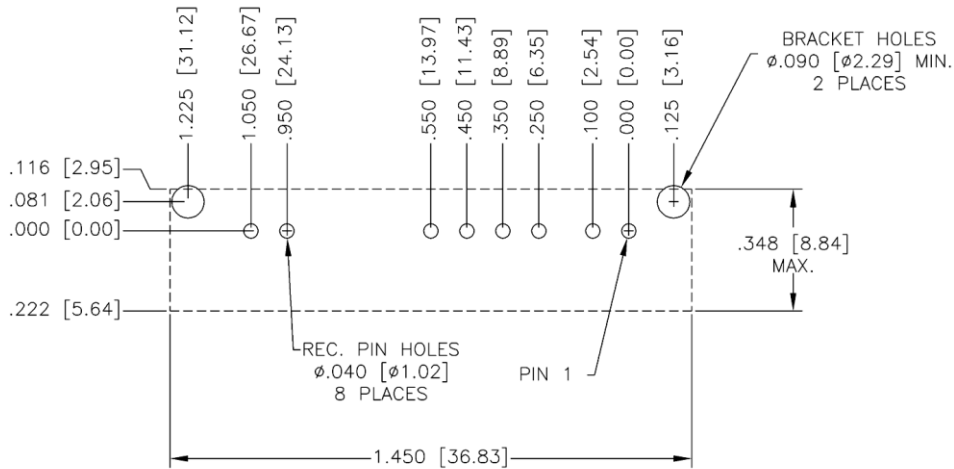 1.225 [31.12]
1.050 [26.67]
.950 [24.13]
.550 [13.97]
.450 [11.43]
.350 [8.89]
.250 [6.35]
.100 [2.54]
.000 [0.00]
.125 [3.16]
BRACKET HOLES
ø.090 [ø2.29] MIN.
2 PLACES
.116 [2.95]
.081 [2.06]
.000 [0.00]
.222 [5.64]
.348 [8.84]
MAX.
REC. PIN HOLES
ø.040 [ø1.02]
8 PLACES
PIN 1
1.450 [36.83]